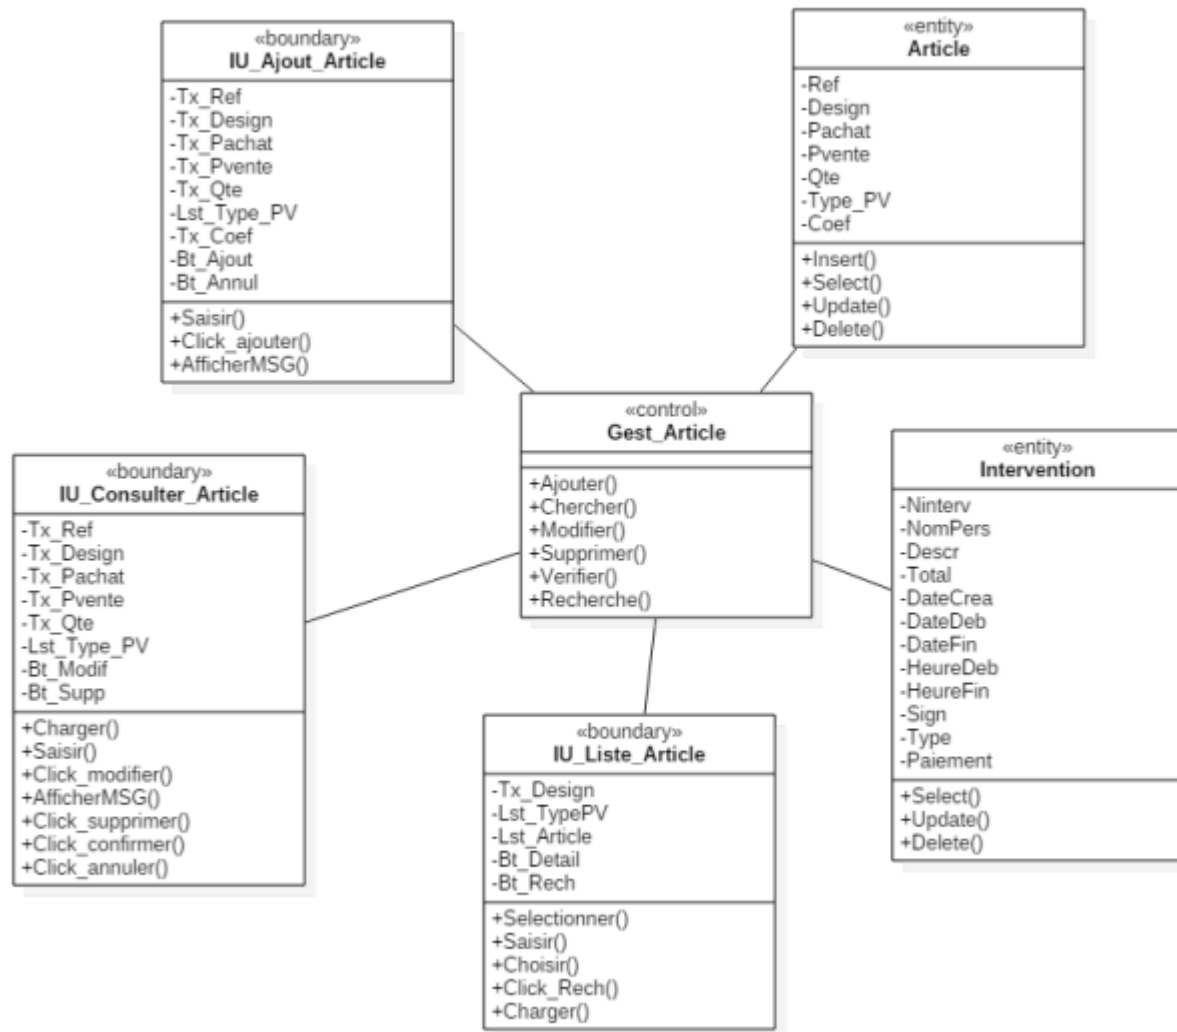 «boundary»
IU_Ajout_Article
-Tx_Ref
-Tx_Design
-Tx_Pachat
-Tx_Pvente
-Tx_Qte
-Lst_Type_PV
-Tx_Coef
-Bt_Ajout
-Bt_Annul
+Saisir()
+Click_ajouter()
+AfficherMSG()
«entity»
Article
-Ref
-Design
-Pachat
-Pvente
-Qte
-Type_PV
-Coef
+Insert()
+Select()
+Update()
+Delete()
«control»
Gest_Article
+Ajouter()
+Chercher()
+Modifier()
+Supprimer()
+Verifier()
+Recherche()
«boundary»
IU_Consulter_Article
-Tx_Ref
-Tx_Design
-Tx_Pachat
-Tx_Pvente
-Tx_Qte
-Lst_Type_PV
-Bt_Modif
-Bt_Supp
+Charger()
+Saisir()
+Click_modifier()
+AfficherMSG()
+Click_supprimer()
+Click_confirmer()
+Click_annuler()
«entity»
Intervention
-Ninterv
-NomPers
-Descr
-Total
-DateCrea
-DateDeb
-DateFin
-HeureDeb
-HeureFin
-Sign
-Type
-Paiement
+Select()
+Update()
+Delete()
«boundary»
IU_Liste_Article
-Tx_Design
-Lst_TypePV
-Lst_Article
-Bt_Detail
-Bt_Rech
+Selectionner()
+Saisir()
+Choisir()
+Click_Rech()
+Charger()